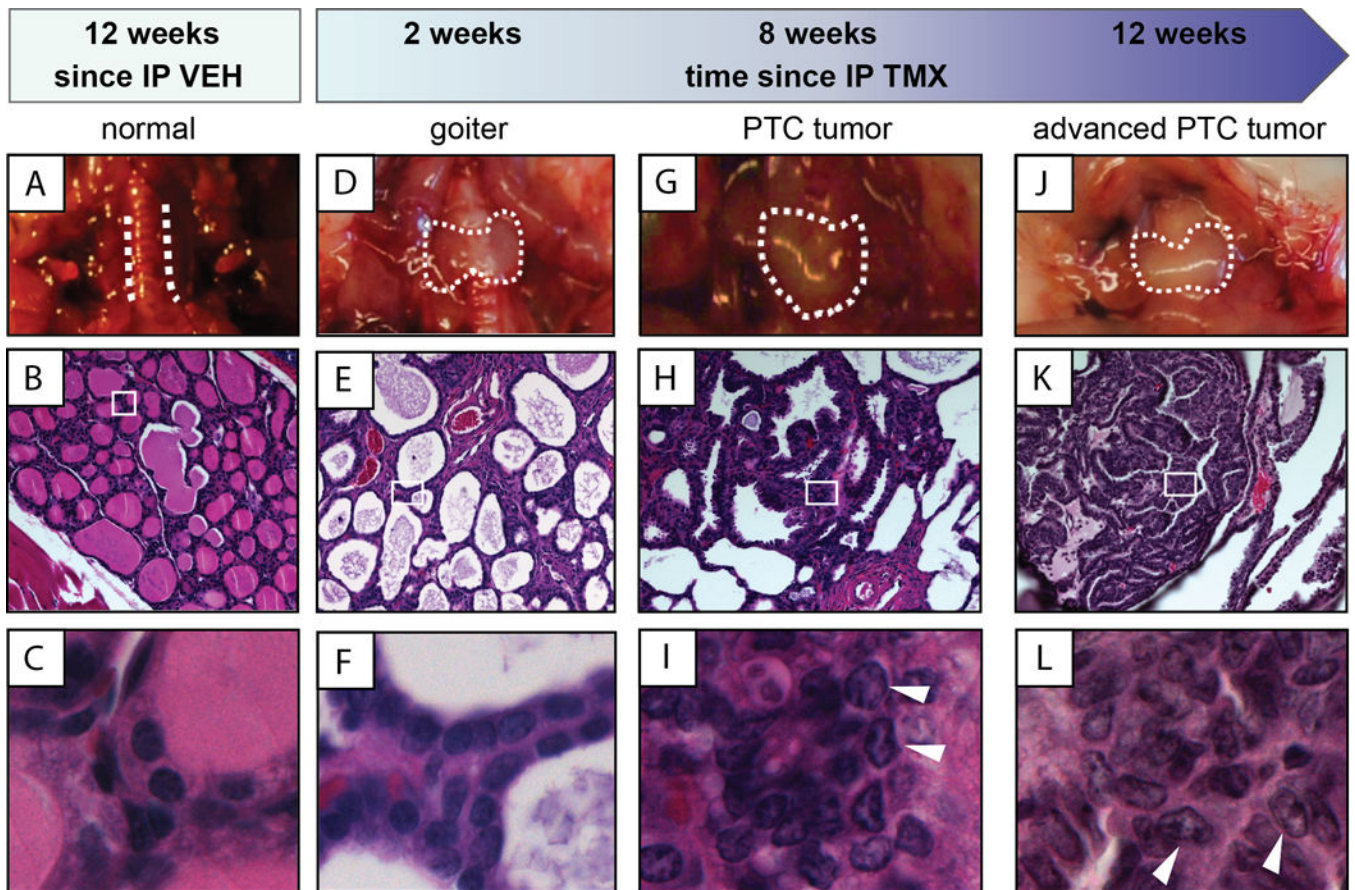 12 weeks
since IP VEH
2 weeks
8 weeks
12 weeks
time since IP TMX
normal
goiter
PTC tumor
advanced PTC tumor
A
D
G
J
B
E
H
K
C
F
I
L